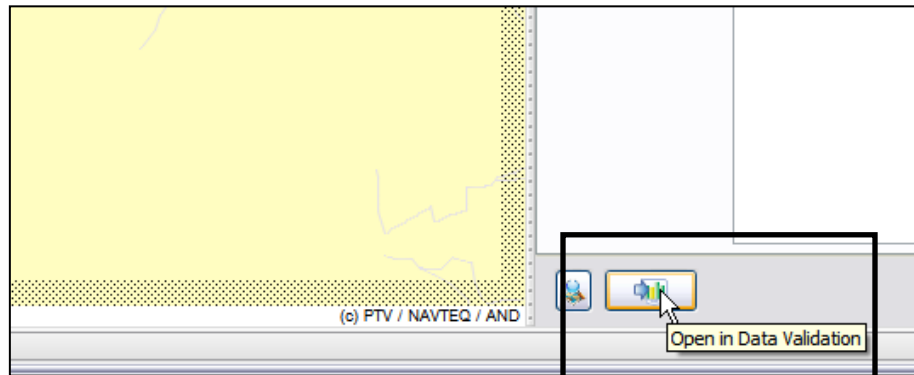 (c) PTV / NAVTEQ / AND
Open in Data Validation